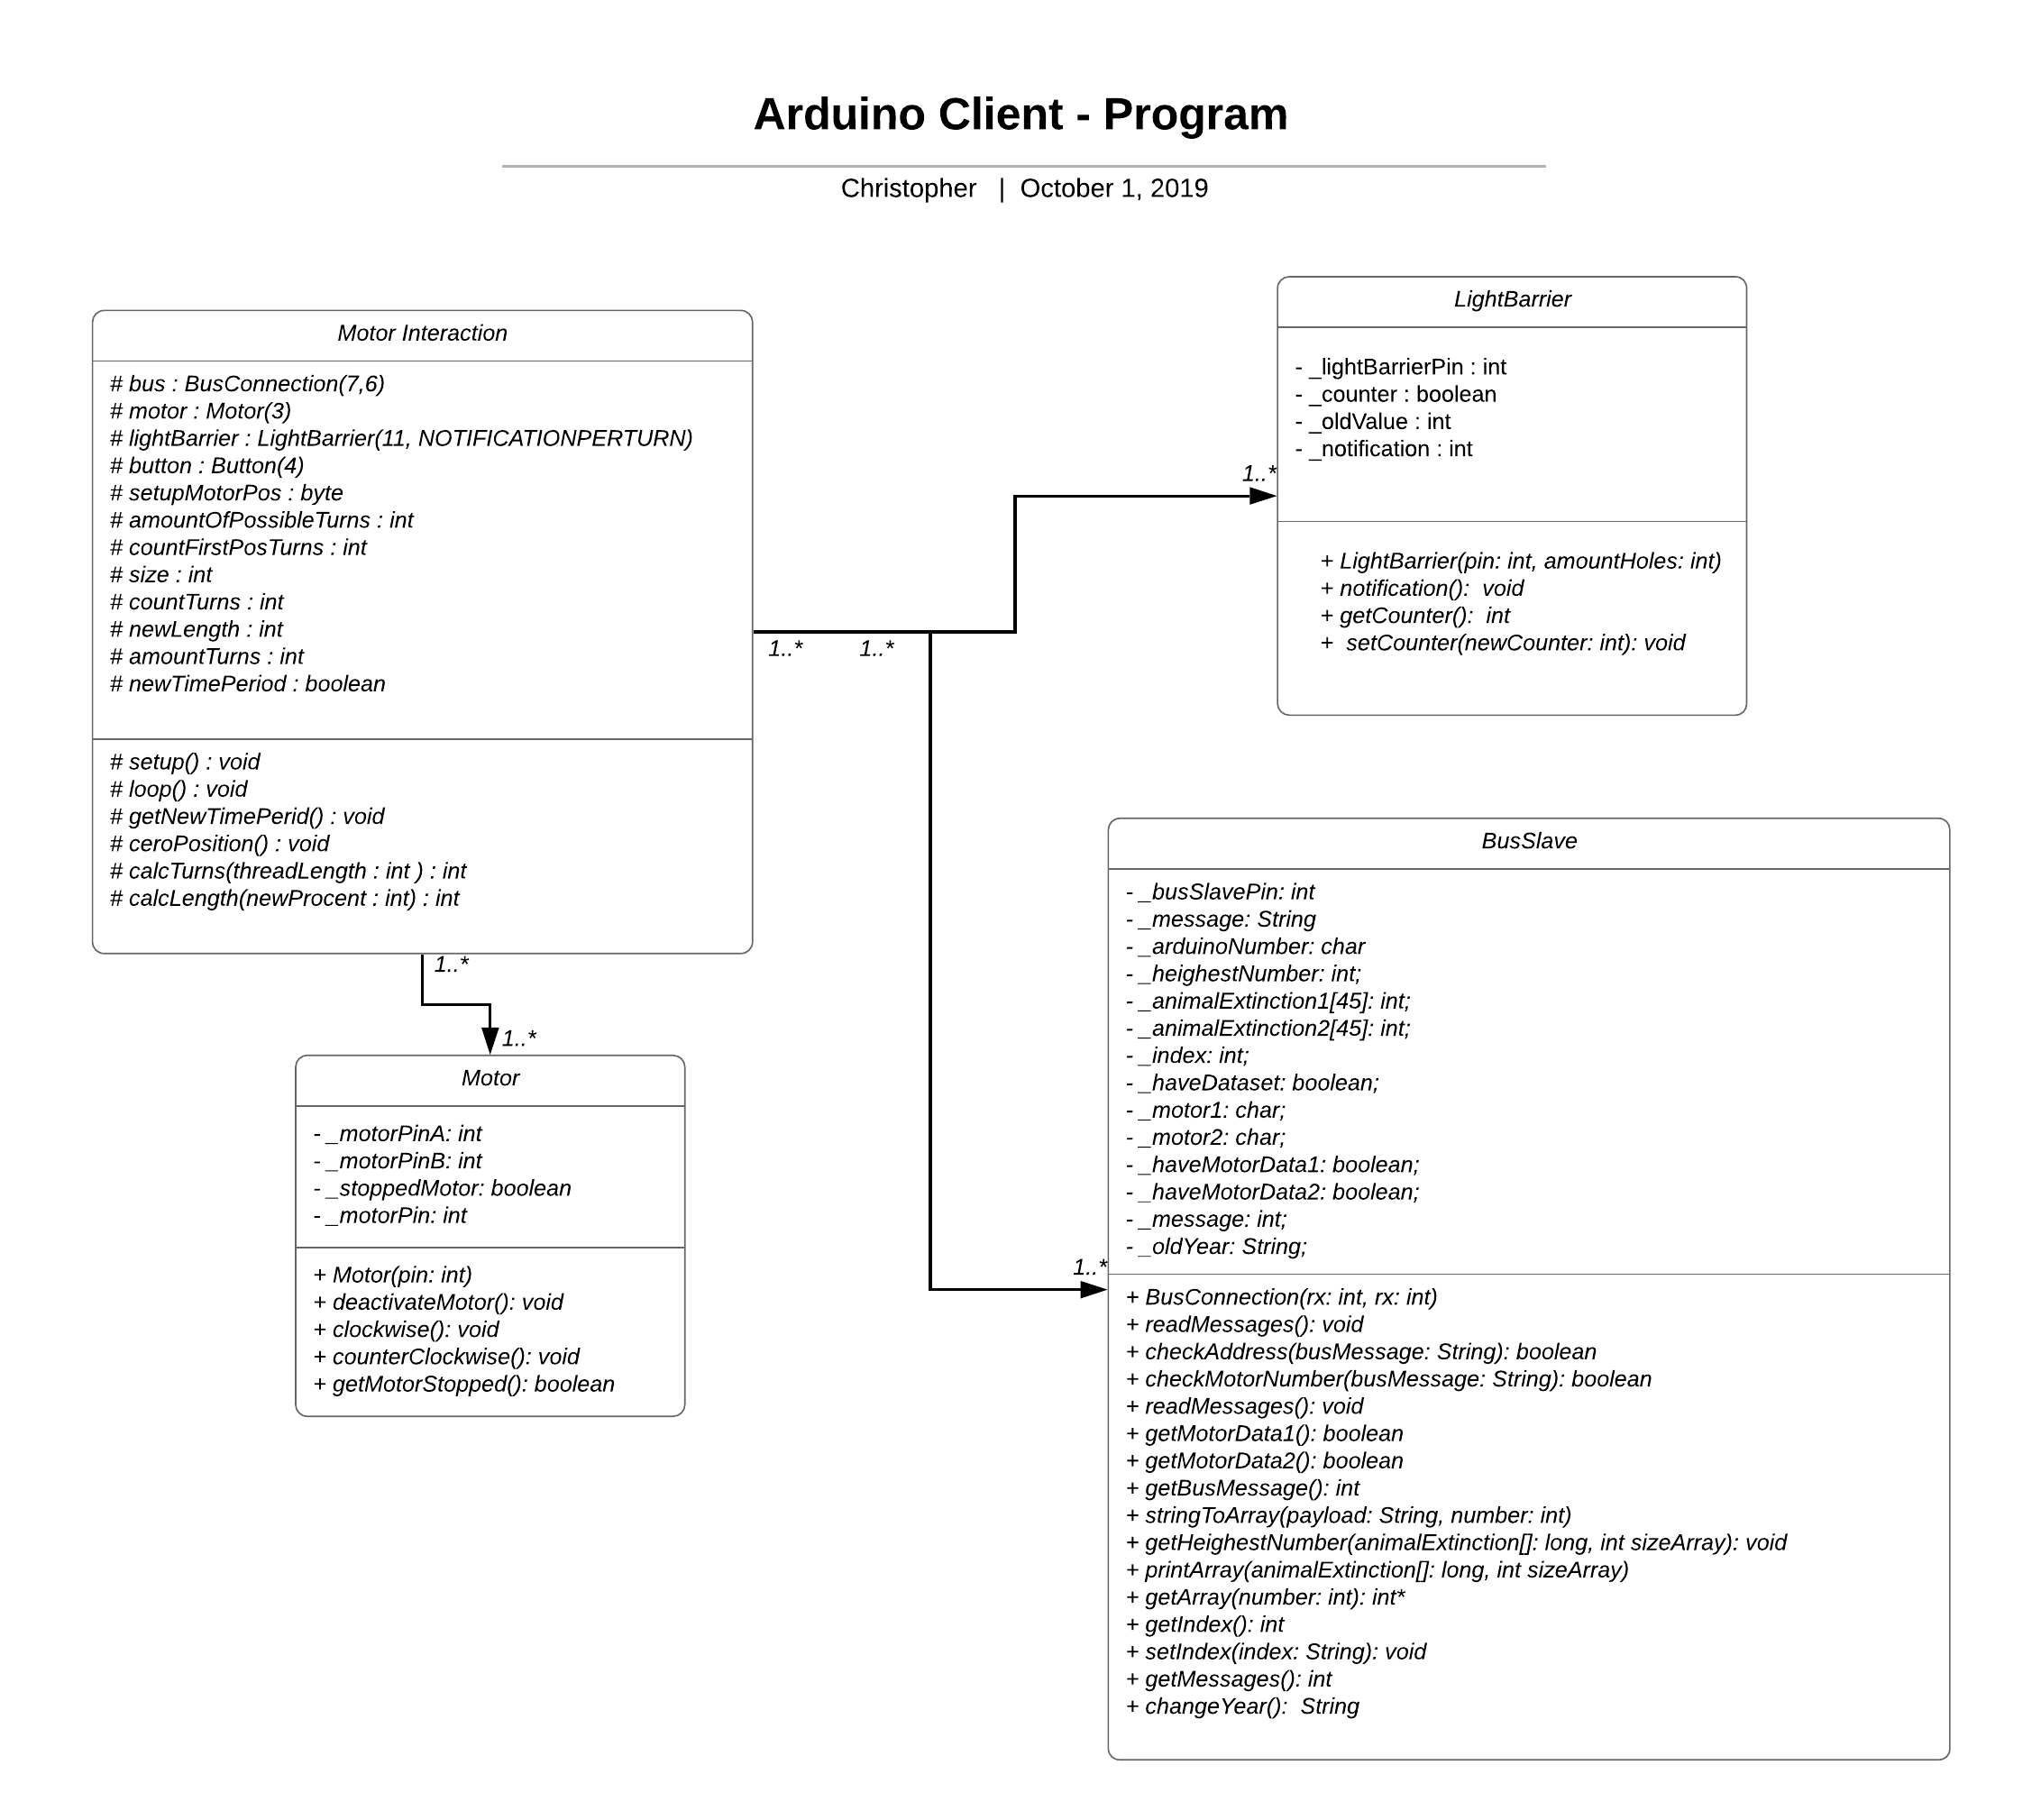 Arduino Client - Program
Christopher | October 1, 2019
Motor Interaction
# bus : BusConnection(7,6)
# motor : Motor(3)
# lightBarrier : LightBarrier(11, NOTIFICATIONPERTURN)
# button : Button(4)
# setupMotorPos : byte
# amountOfPossibleTurns : int
# countFirstPosTurns : int
# size : int
# countTurns : int
# newLength : int
# amountTurns : int
# newTimePeriod : boolean
# setup() : void
# loop() : void
# getNewTimePerid() : void
# ceroPosition() : void
# calcTurns(threadLength : int ) : int
# calcLength(newProcent : int) : int
1..*
1..*
1..*
1..*
LightBarrier
- _lightBarrierPin : int
- _counter : boolean
- _oldValue : int
- _notification : int
+ LightBarrier(pin: int, amountHoles: int)
+ notification():  void
+ getCounter():  int
+  setCounter(newCounter: int): void
1..*
1..*
Motor
- _motorPinA: int
- _motorPinB: int
- _stoppedMotor: boolean
- _motorPin: int
+ Motor(pin: int)
+ deactivateMotor(): void
+ clockwise(): void
+ counterClockwise(): void
+ getMotorStopped(): boolean
BusSlave
- _busSlavePin: int
- _message: String
- _arduinoNumber: char
- _heighestNumber: int;
- _animalExtinction1[45]: int;
- _animalExtinction2[45]: int;
- _index: int;
- _haveDataset: boolean;
- _motor1: char;
- _motor2: char;
- _haveMotorData1: boolean;
- _haveMotorData2: boolean;
- _message: int;
- _oldYear: String;
+ BusConnection(rx: int, rx: int)
+ readMessages(): void
+ checkAddress(busMessage: String): boolean
+ checkMotorNumber(busMessage: String): boolean
+ readMessages(): void
+ getMotorData1(): boolean
+ getMotorData2(): boolean
+ getBusMessage(): int
+ stringToArray(payload: String, number: int)
+ getHeighestNumber(animalExtinction[]: long, int sizeArray): void
+ printArray(animalExtinction[]: long, int sizeArray)
+ getArray(number: int): int*
+ getIndex(): int
+ setIndex(index: String): void
+ getMessages(): int
+ changeYear():  String